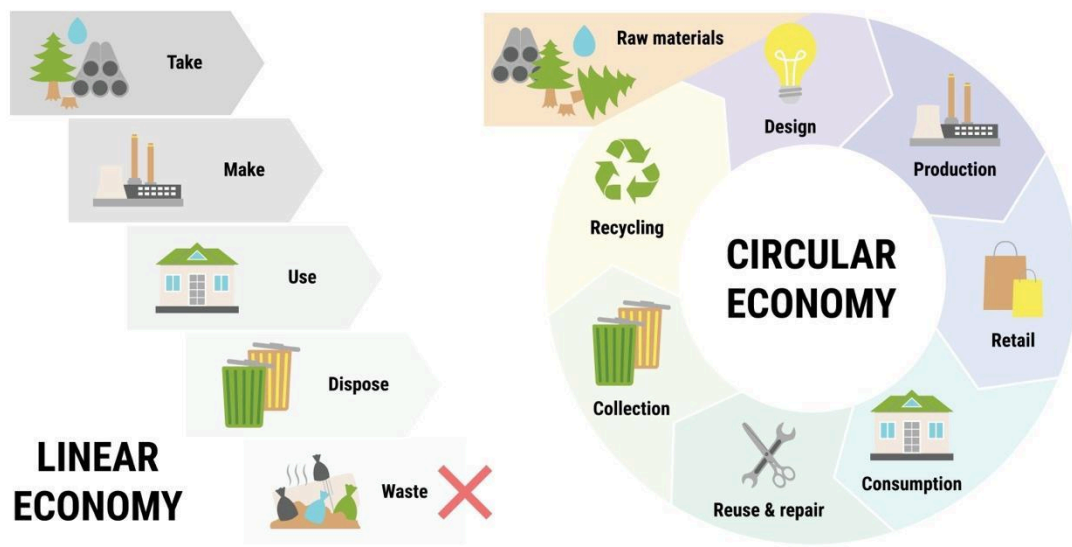 Take
Make
Use
Dispose
Waste
LINEAR
ECONOMY
Raw materials
Design
Production
Retail
Consumption
Reuse & repair
Collection
Recycling
CIRCULAR
ECONOMY